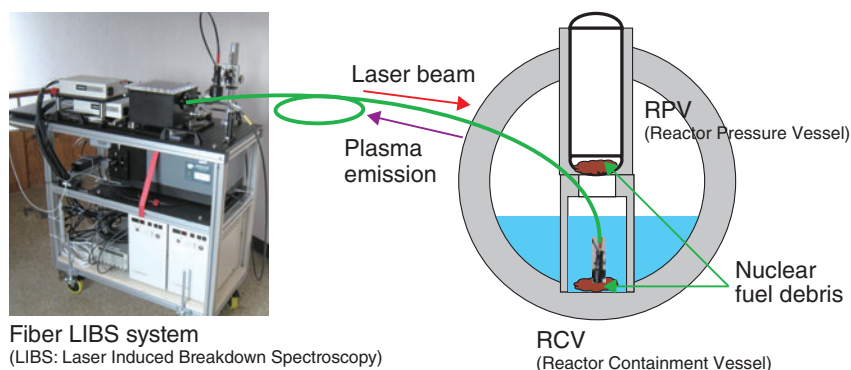 Laser beam
Plasma
emission
RPV
(Reactor Pressure Vessel)
Nuclear
fuel debris
Fiber LIBS system
(LIBS: Laser Induced Breakdown Spectroscopy)
RCV
(Reactor Containment Vessel)